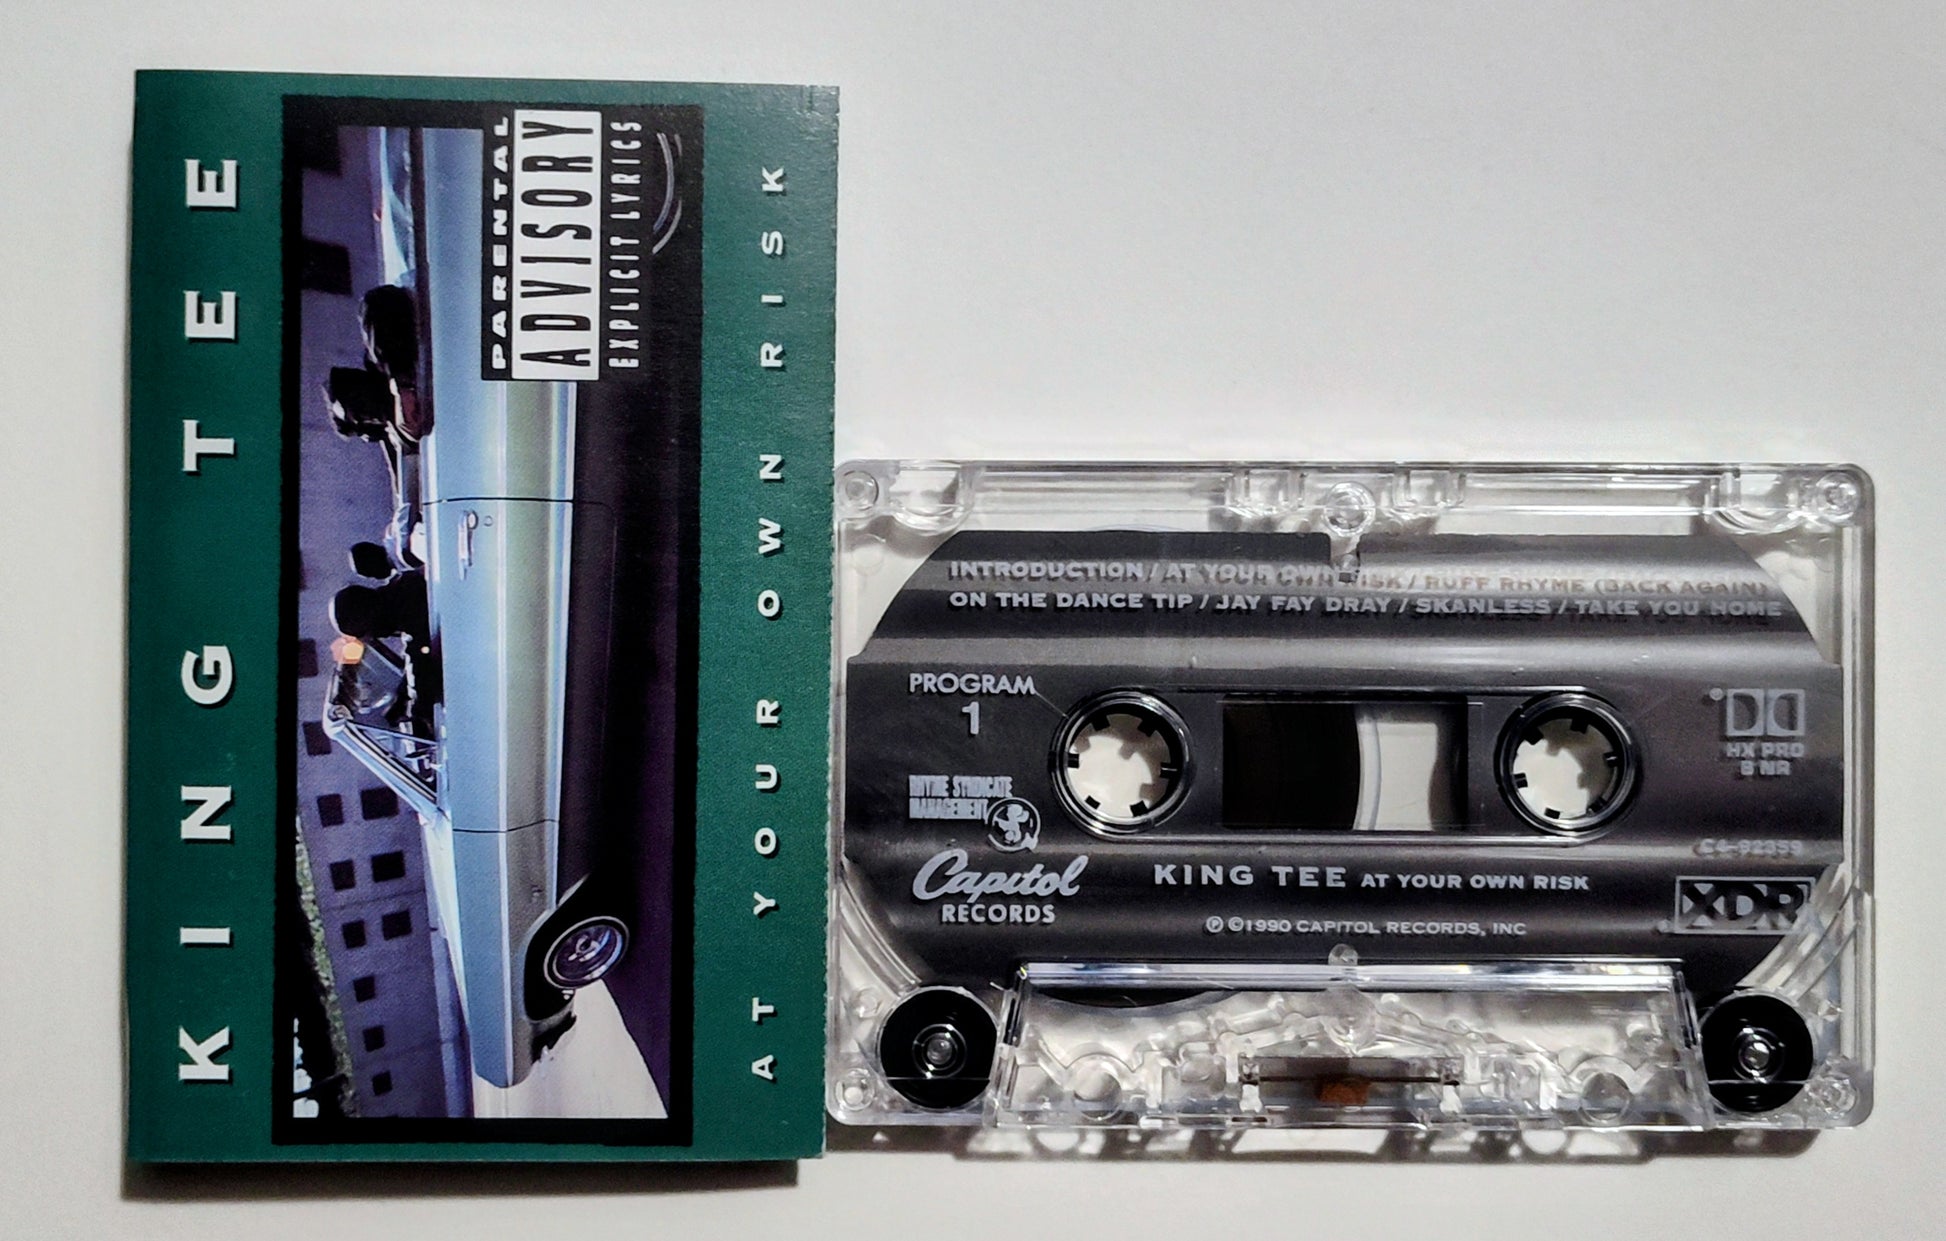 KING TEE
PARENTAL
ADVISORY
EXPLICIT LYRICS
AT YOUR OWN RISK
INTRODUCTION / AT YOUR OWN RISK / RUFF RHYME (BACK AGAIN)
ON THE DANCE TIP / JAY FAY DRAY / SKANLESS / TAKE YOU HOME
PROGRAM
1
HX PRO
B NR
RHYME SYNDICATE
MANAGEMENT
C4-92359
Capitol
RECORDS
KING TEE AT YOUR OWN RISK
XDR
℗ ©1990 CAPITOL RECORDS, INC